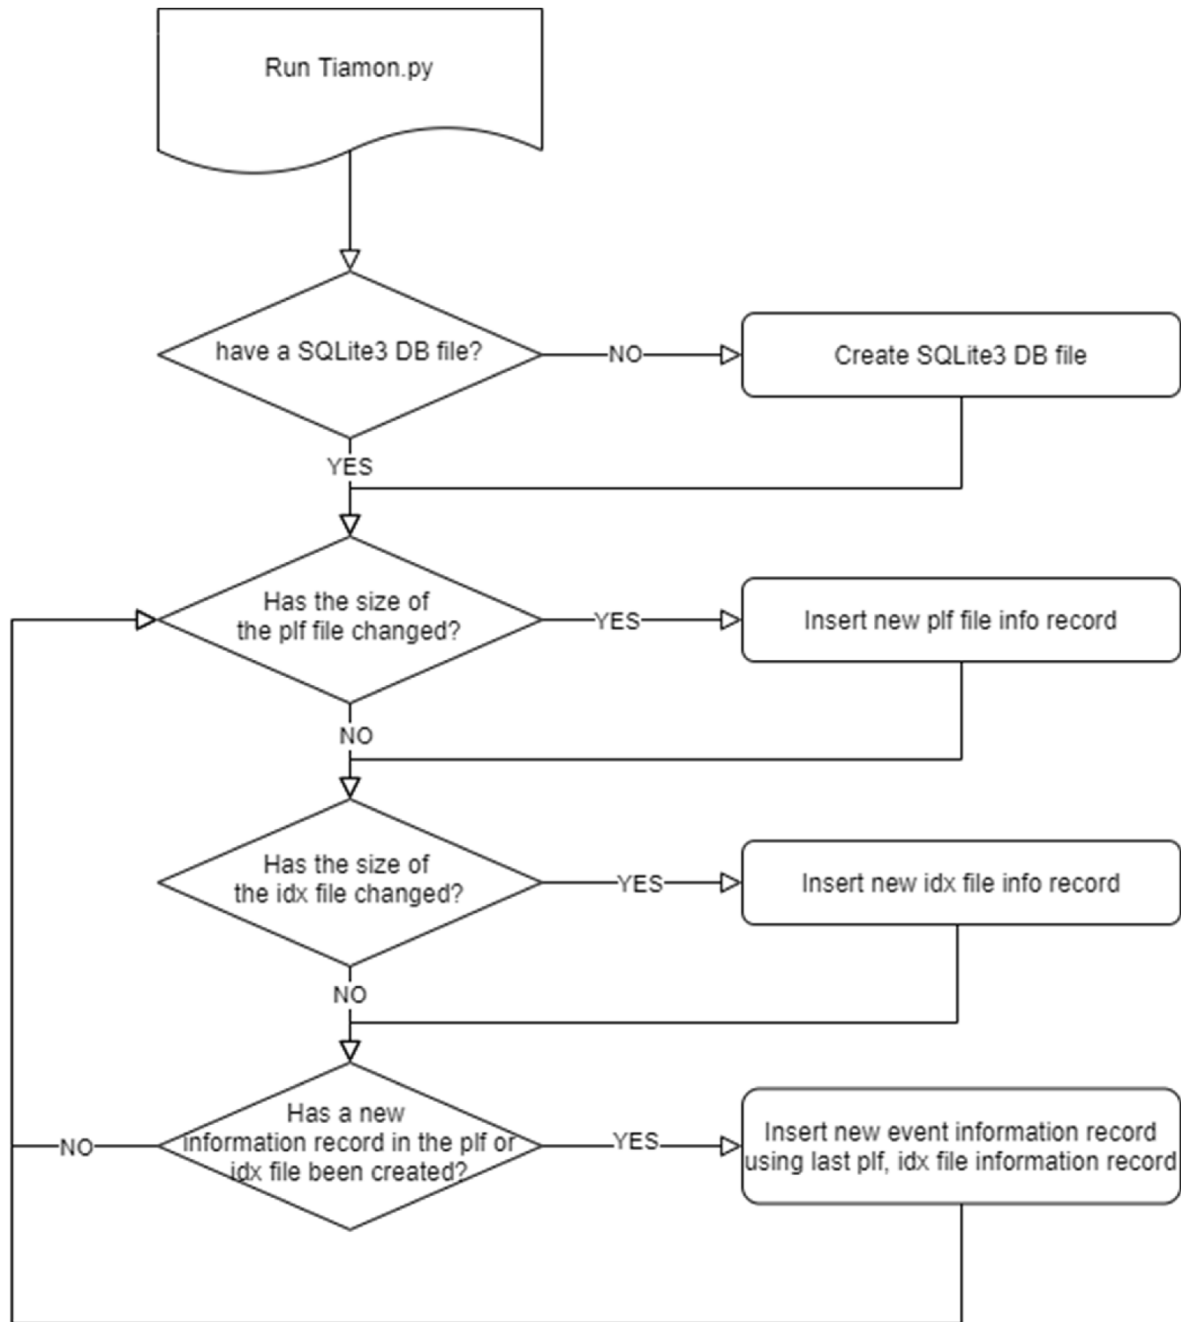 Run Tiamon.py
have a SQLite3 DB file?
NO
Create SQLite3 DB file
YES
Has the size of
the plf file changed?
YES
Insert new plf file info record
NO
Has the size of
the idx file changed?
YES
Insert new idx file info record
NO
Has a new
information record in the plf or
idx file been created?
NO
YES
Insert new event information record
using last plf, idx file information record